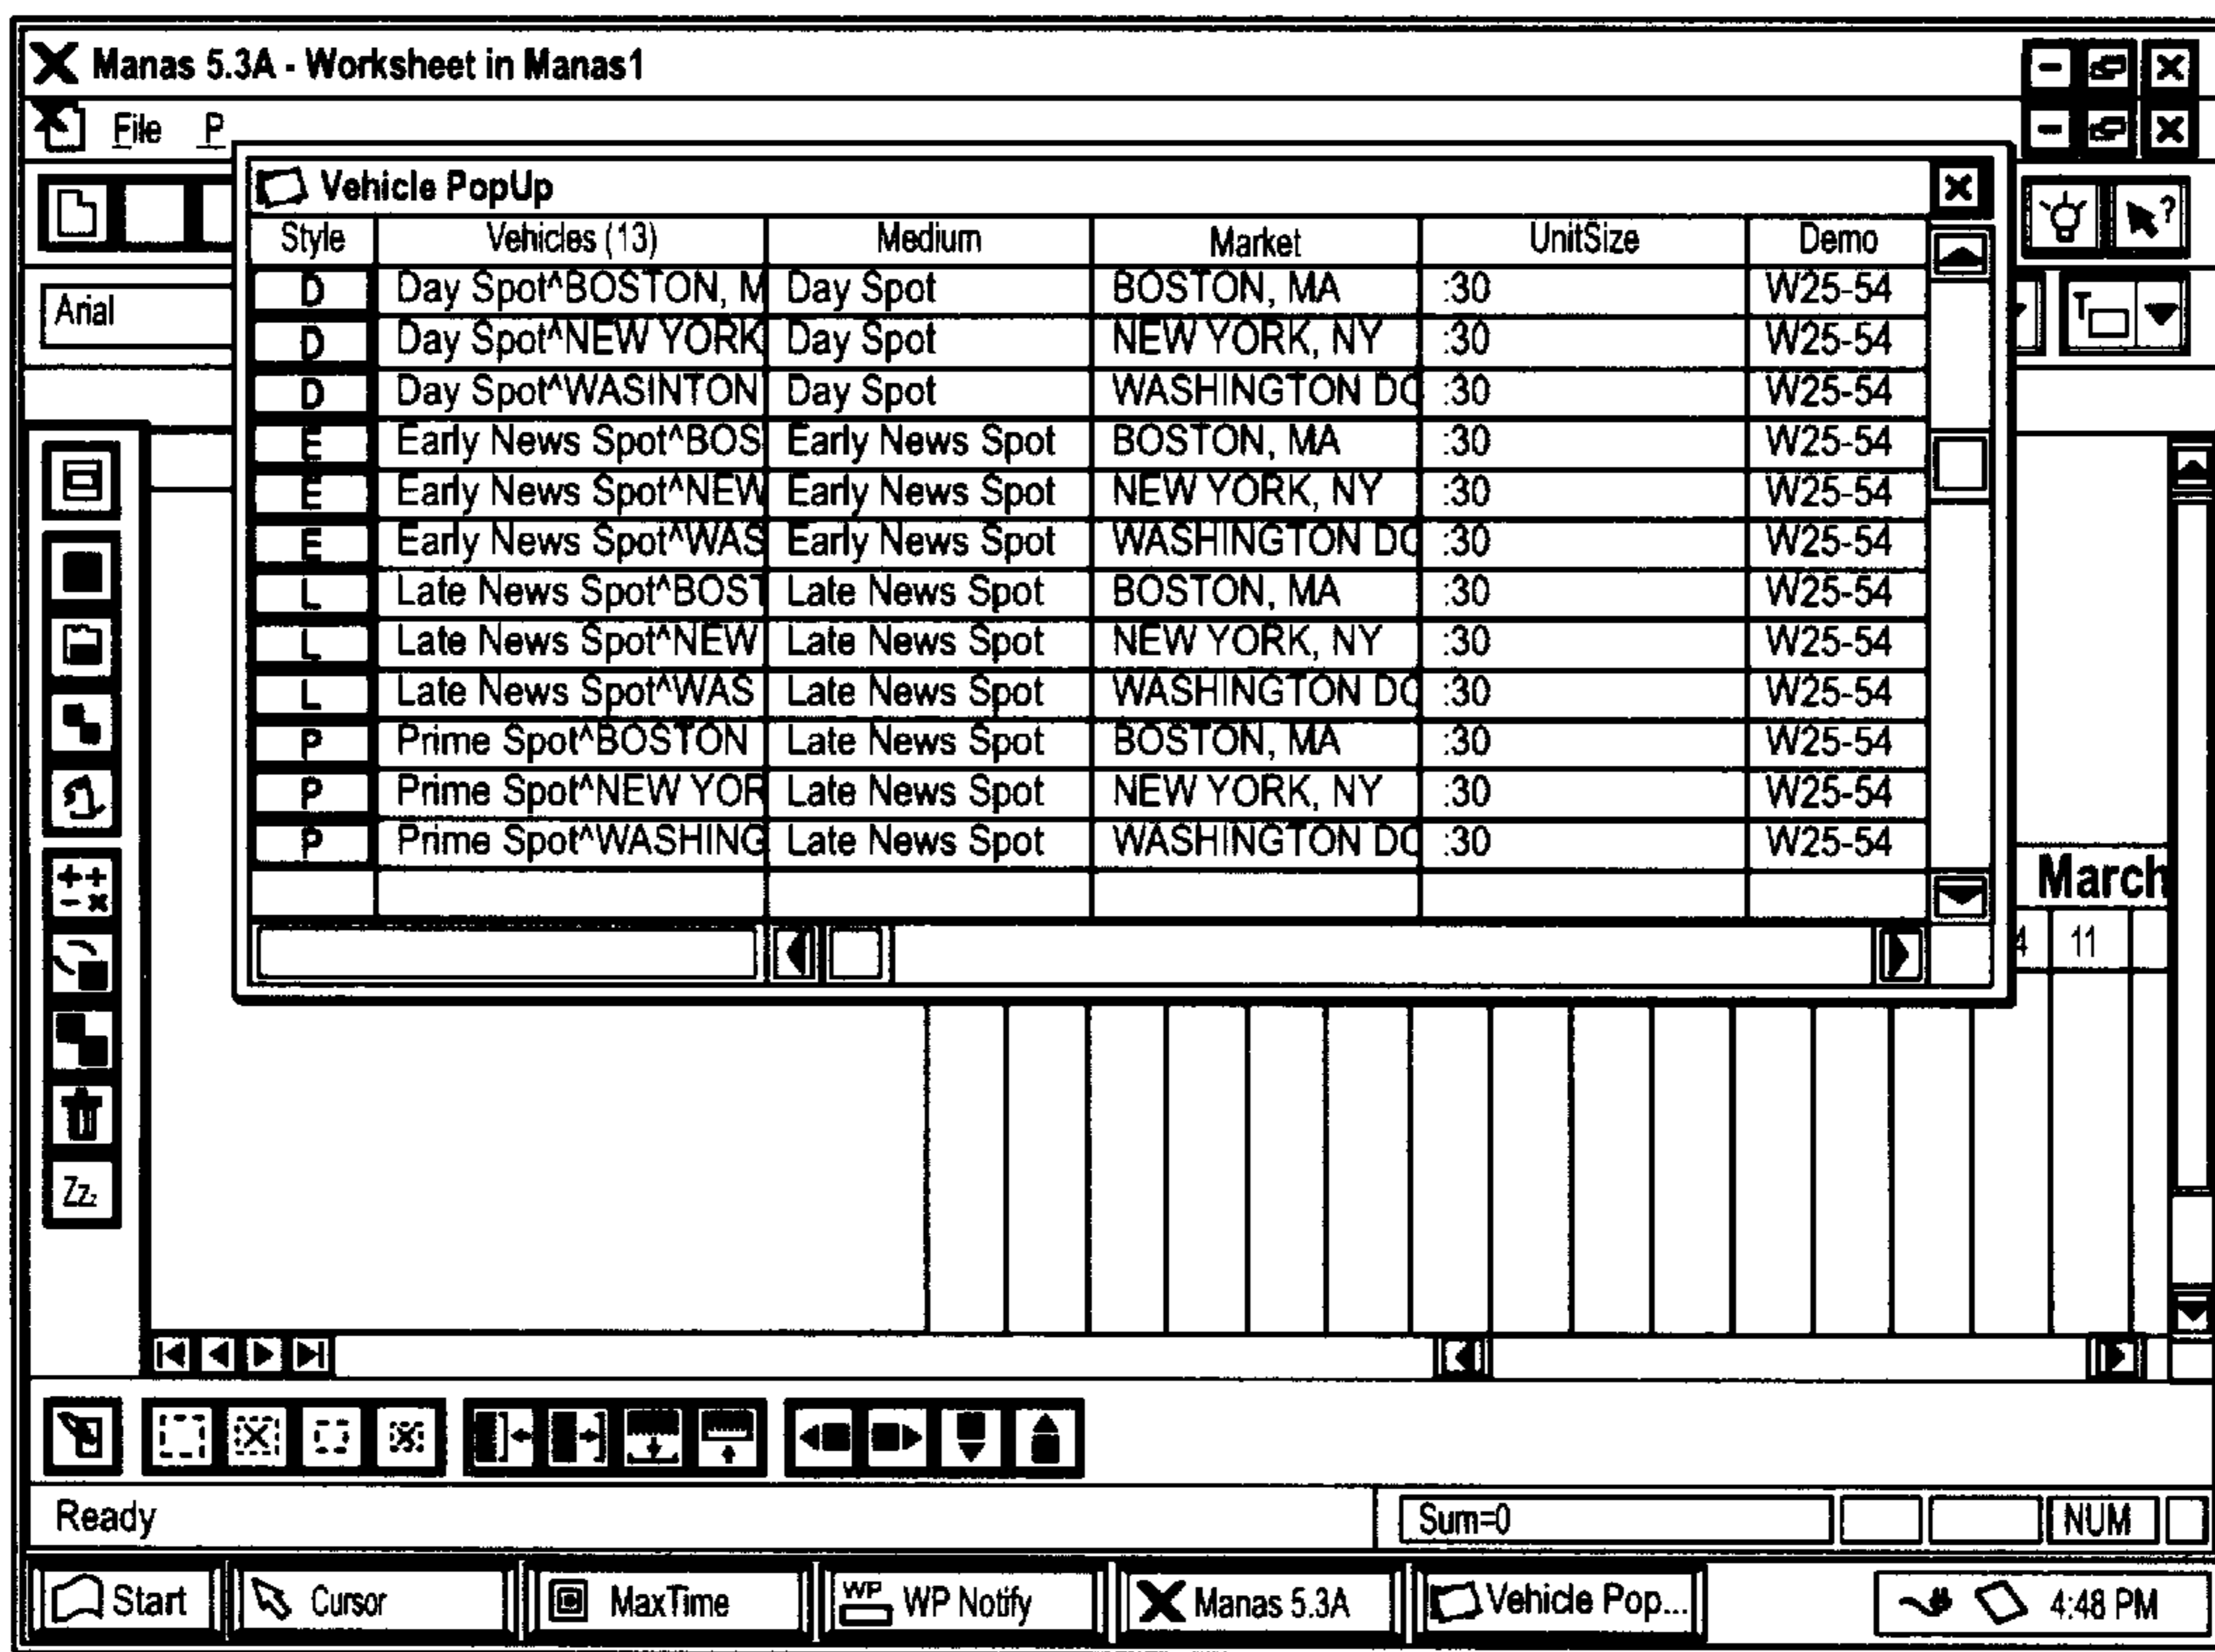 Manas 5.3A - Worksheet in Manas1
File P
Vehicle PopUp
Style Vehicles (13) Medium Market UnitSize Demo
Arial
D Day Spot^BOSTON, M Day Spot BOSTON, MA :30 W25-54
D Day Spot^NEW YORK Day Spot NEW YORK, NY :30 W25-54
D Day Spot^WASINTON Day Spot WASHINGTON DC :30 W25-54
E Early News Spot^BOS Early News Spot BOSTON, MA :30 W25-54
E Early News Spot^NEW Early News Spot NEW YORK, NY :30 W25-54
E Early News Spot^WAS Early News Spot WASHINGTON DC :30 W25-54
L Late News Spot^BOST Late News Spot BOSTON, MA :30 W25-54
L Late News Spot^NEW Late News Spot NEW YORK, NY :30 W25-54
L Late News Spot^WAS Late News Spot WASHINGTON DC :30 W25-54
P Prime Spot^BOSTON Late News Spot BOSTON, MA :30 W25-54
P Prime Spot^NEW YOR Late News Spot NEW YORK, NY :30 W25-54
P Prime Spot^WASHING Late News Spot WASHINGTON DC :30 W25-54
March
4 11
Zzz
Ready Sum=0 NUM
Start Cursor MaxTime WP WP Notify Manas 5.3A Vehicle Pop... 4:48 PM